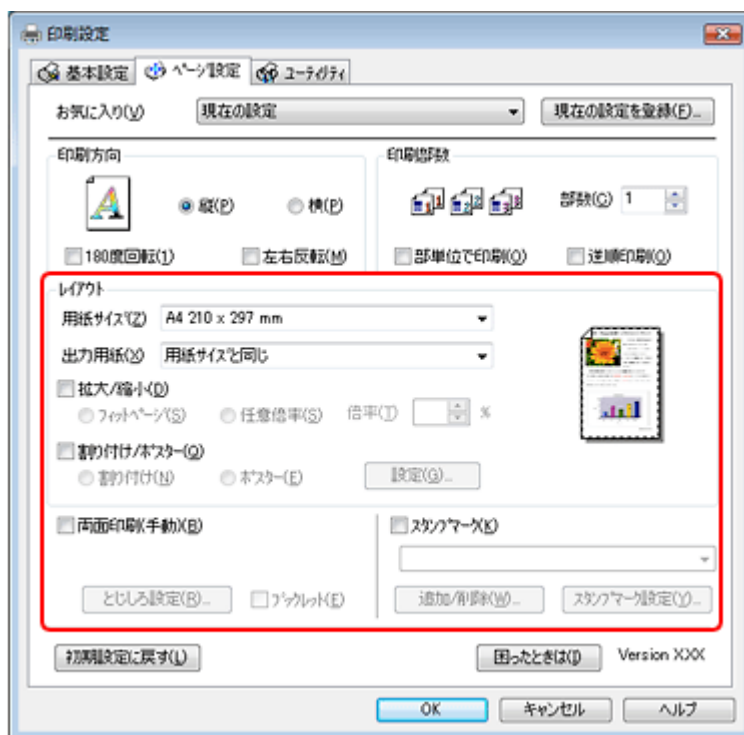 印刷設定
基本設定 ページ設定 ユーティリティ
お気に入り(V) 現在の設定 現在の設定を登録(F)...
印刷方向 印刷部数
縦(P) 横(P) 部数(C) 1
180度回転(1) 左右反転(M) 部単位で印刷(O) 逆順印刷(O)
レイアウト
用紙サイズ(Z) A4 210 x 297 mm
出力用紙(X) 用紙サイズと同じ
拡大/縮小(D)
フィットページ(S) 任意倍率(S) 倍率(T) %
割り付け/ポスター(O)
割り付け(N) ポスター(E) 設定(G)...
両面印刷(手動)(B) スタンプマーク(K)
とじしろ設定(R)... ブックレット(E) 追加/削除(W)... スタンプマーク設定(Y)...
初期設定に戻す(L) 困ったときは(I) Version XXX
OK キャンセル ヘルプ